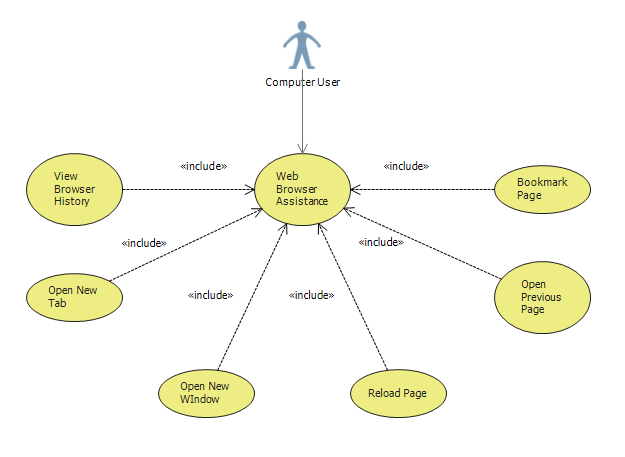 Computer User
«include»
«include»
View
Browser
History
Web
Browser
Assistance
Bookmark
Page
«include»
«include»
Open New
Tab
«include»
«include»
Open
Previous
Page
Open New
WIndow
Reload Page